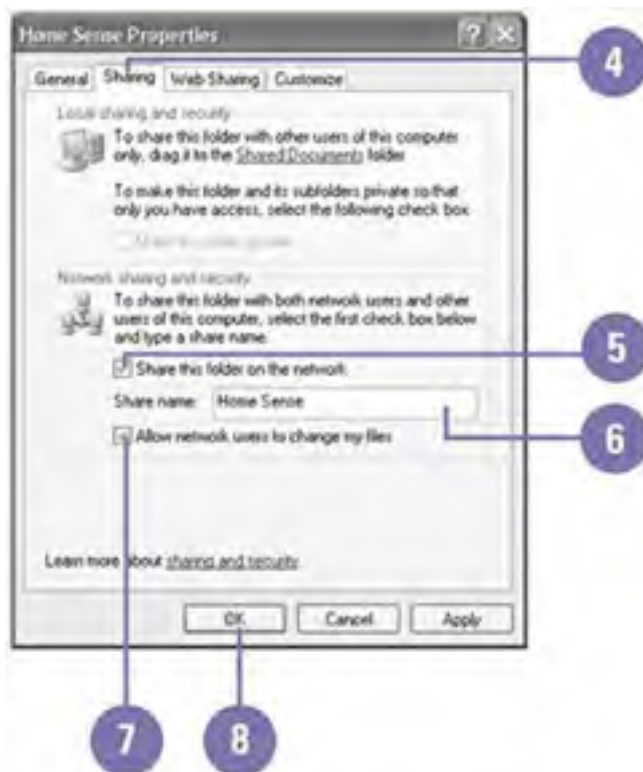 Home Sense Properties
General Sharing Web Sharing Customize
4
Local sharing and security
To share this folder with other users of this computer
only, drag it to the Shared Documents folder
To make this folder and its subfolders private so that
only you have access, select the following check box
Network sharing and security
To share this folder with both network users and other
users of this computer, select the first check box below
and type a share name.
5
Share this folder on the network
Share name: Home Sense
6
Allow network users to change my files
Learn more about sharing and security
OK Cancel Apply
7 8